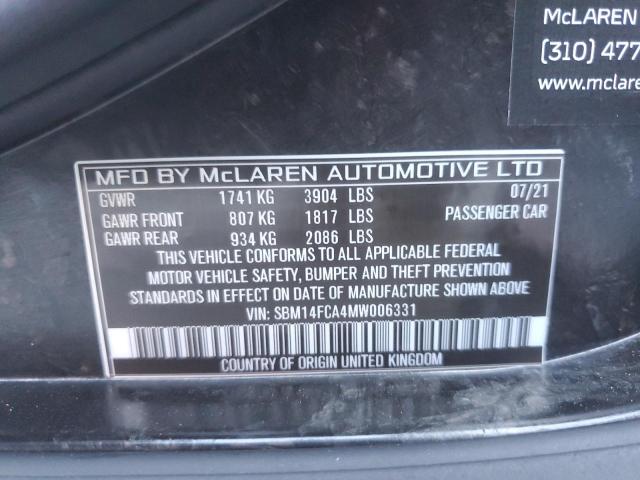 McLAREN
(310) 477
www.mclare
MFD BY McLAREN AUTOMOTIVE LTD
GVWR 1741 KG 3904 LBS 07/21
GAWR FRONT 807 KG 1817 LBS PASSENGER CAR
GAWR REAR 934 KG 2086 LBS
THIS VEHICLE CONFORMS TO ALL APPLICABLE FEDERAL
MOTOR VEHICLE SAFETY, BUMPER AND THEFT PREVENTION
STANDARDS IN EFFECT ON DATE OF MANUFACTURE SHOWN ABOVE.
VIN: SBM14FCA4MW006331
COUNTRY OF ORIGIN UNITED KINGDOM